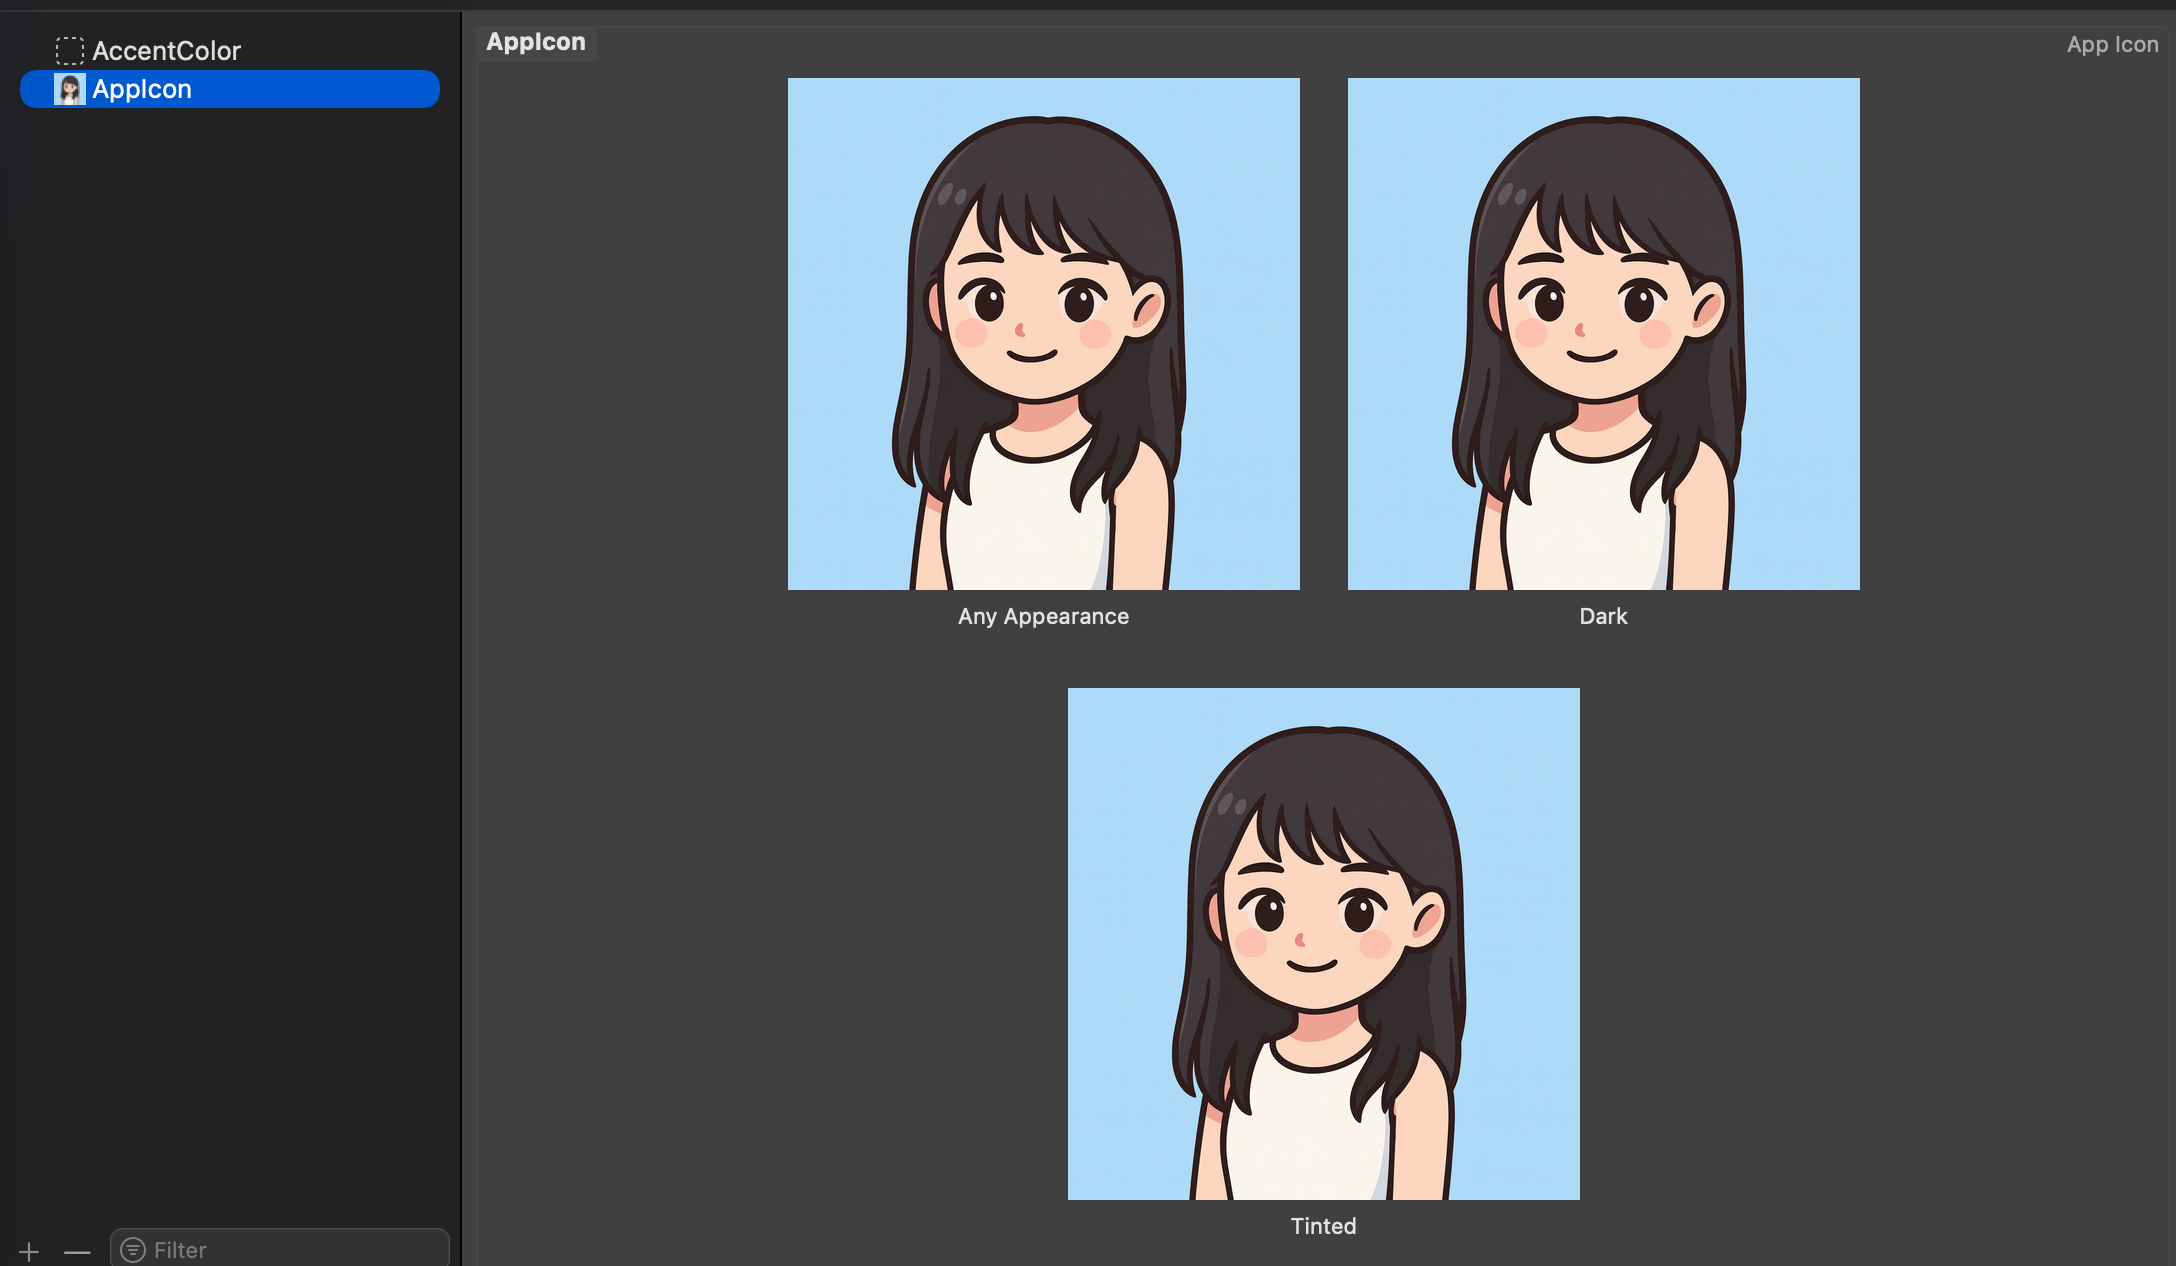 AccentColor
AppIcon
AppIcon
App Icon
Any Appearance
Dark
Tinted
Filter